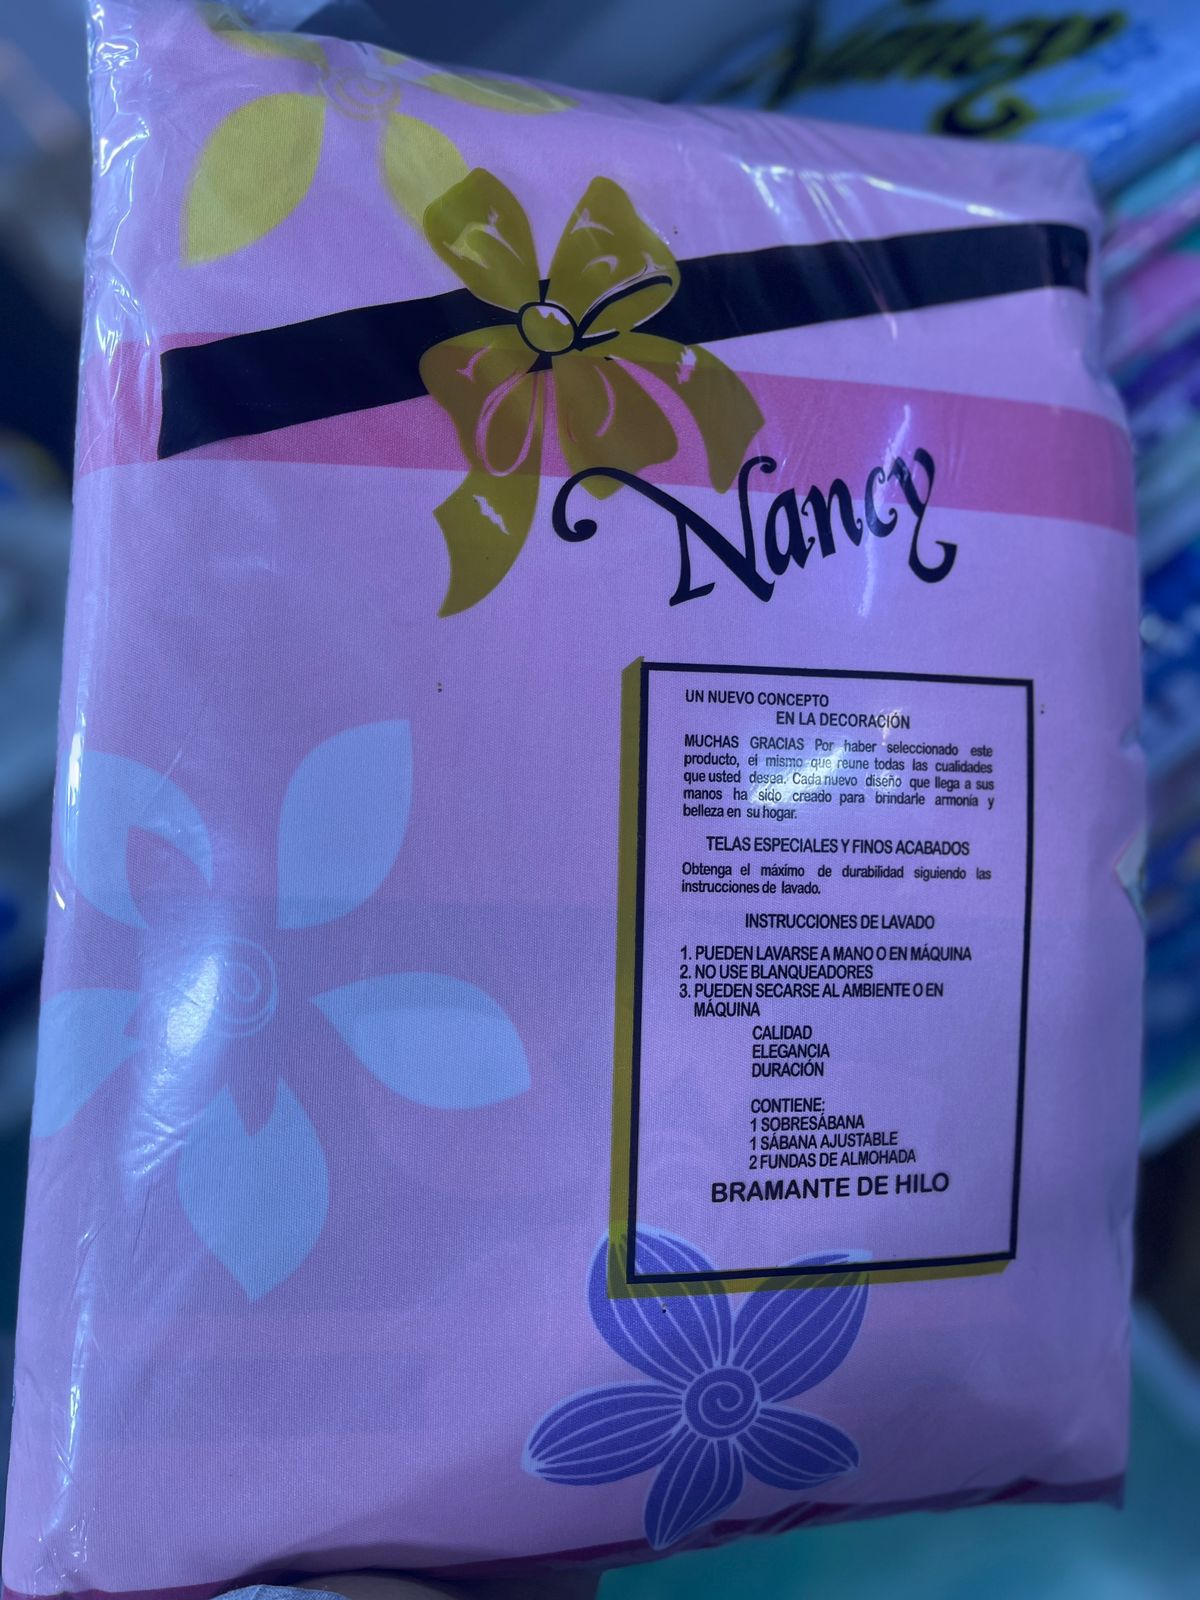 Nancy
Nancy
UN NUEVO CONCEPTO
EN LA DECORACIÓN
MUCHAS GRACIAS Por haber seleccionado este
producto, el mismo que reune todas las cualidades
que usted desea. Cada nuevo diseño que llega a sus
manos ha sido creado para brindarle armonía y
belleza en su hogar.
TELAS ESPECIALES Y FINOS ACABADOS
Obtenga el máxímo de durabilidad siguiendo las
instrucciones de lavado.
INSTRUCCIONES DE LAVADO
1. PUEDEN LAVARSE A MANO O EN MÁQUINA
2. NO USE BLANQUEADORES
3. PUEDEN SECARSE AL AMBIENTE O EN
MÁQUINA
CALIDAD
ELEGANCIA
DURACIÓN
CONTIENE:
1 SOBRESÁBANA
1 SÁBANA AJUSTABLE
2 FUNDAS DE ALMOHADA
BRAMANTE DE HILO